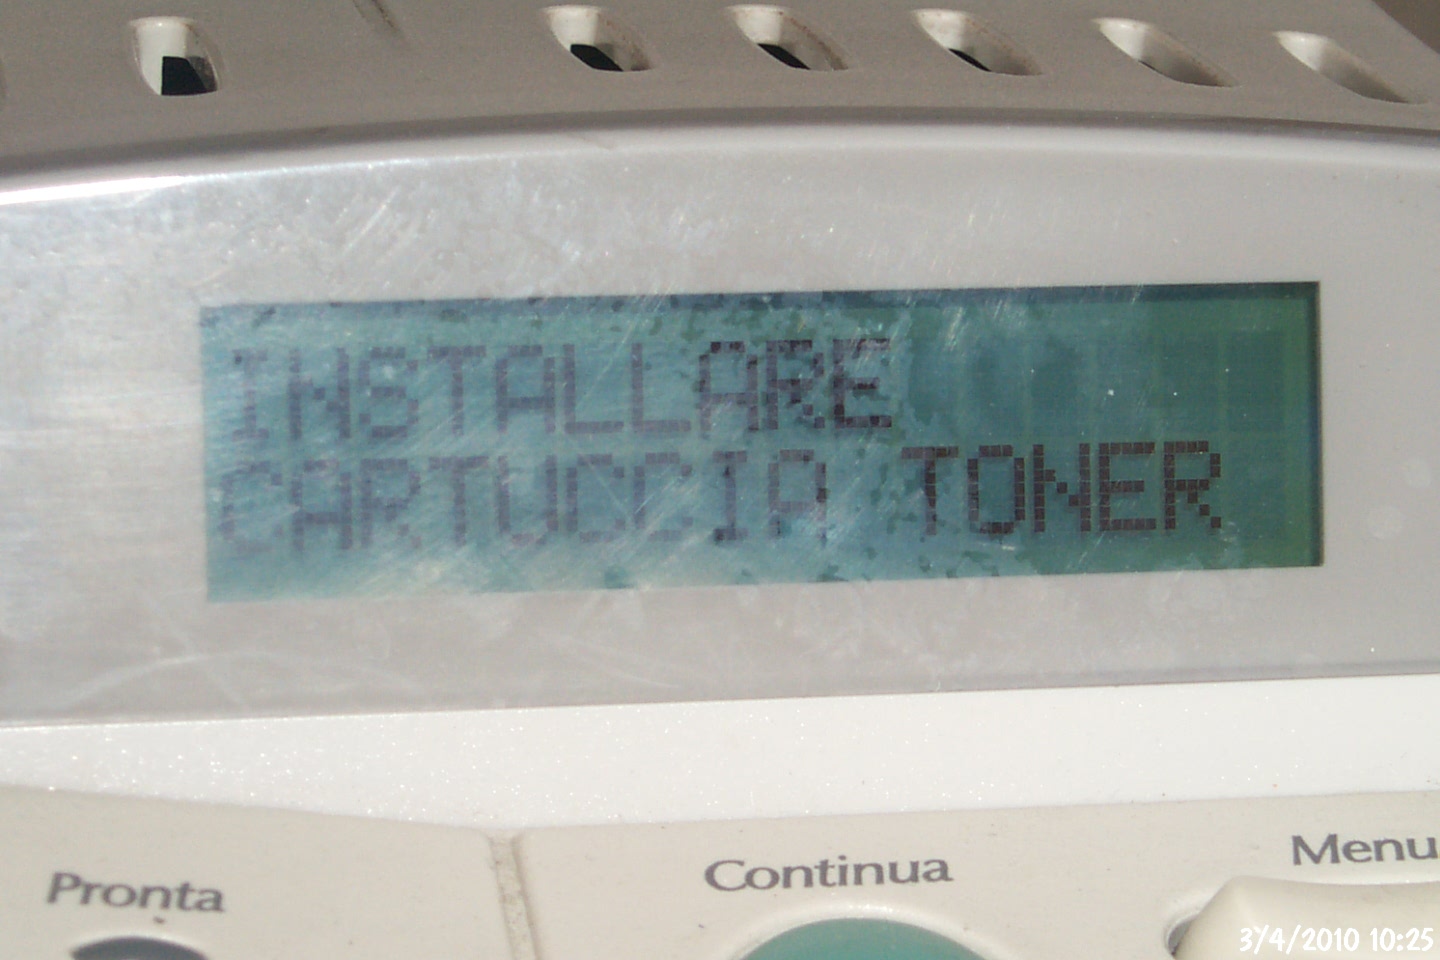 INSTALLARE
CARTUCCIA TONER
Pronta
Continua
Menu
3/4/2010 10:25